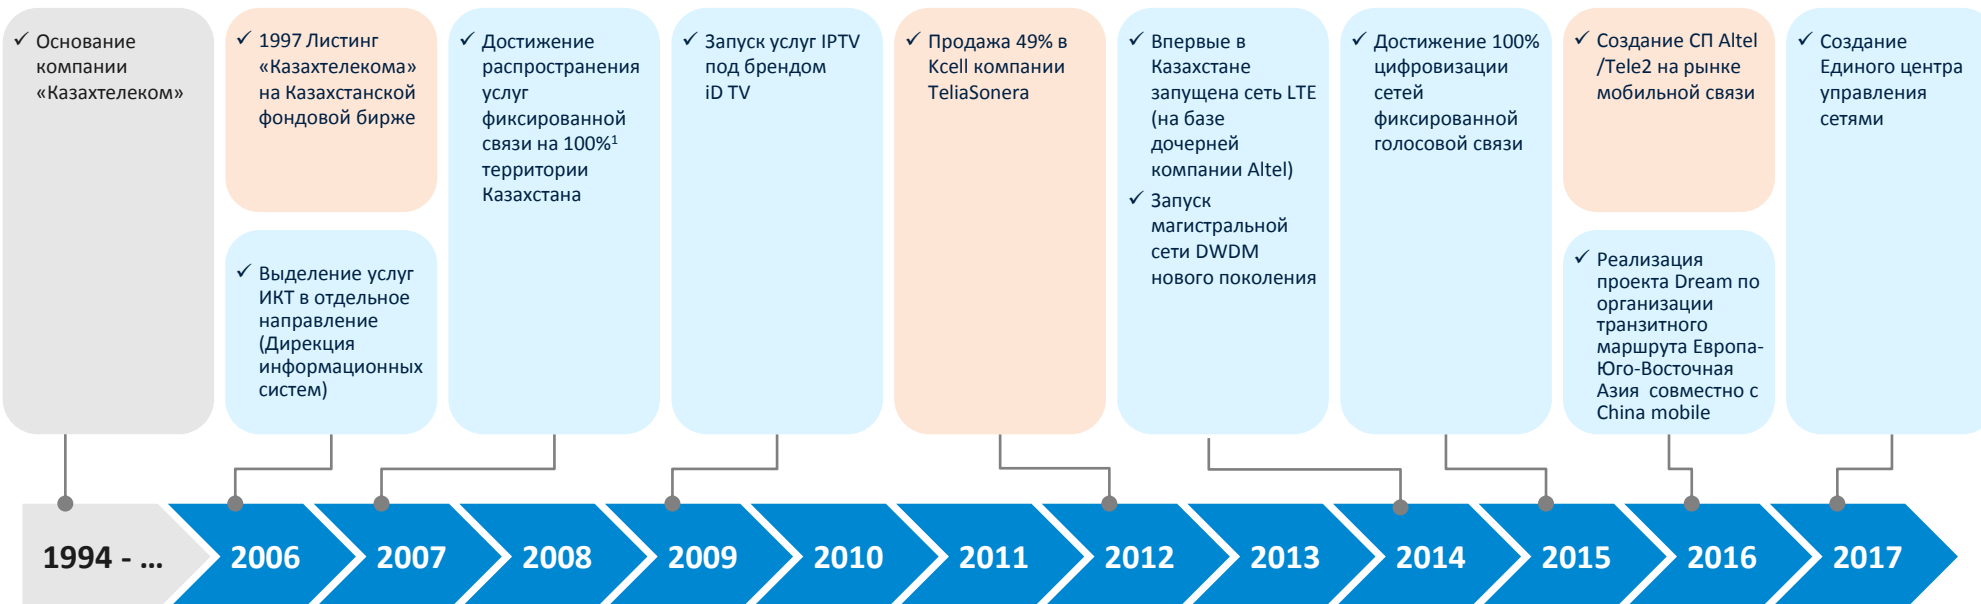 ✓ Основание
компании
«Казахтелеком»
✓ 1997 Листинг
«Казахтелекома»
на Казахстанской
фондовой бирже
✓ Выделение услуг
ИКТ в отдельное
направление
(Дирекция
информационных
систем)
✓ Достижение
распространения
услуг
фиксированной
связи на 100%¹
территории
Казахстана
✓ Запуск услуг IPTV
под брендом
iD TV
✓ Продажа 49% в
Kcell компании
TeliaSonera
✓ Впервые в
Казахстане
запущена сеть LTE
(на базе
дочерней
компании Altel)
✓ Запуск
магистральной
сети DWDM
нового поколения
✓ Достижение 100%
цифровизации
сетей
фиксированной
голосовой связи
✓ Создание СП Altel
/Tele2 на рынке
мобильной связи
✓ Реализация
проекта Dream по
организации
транзитного
маршрута Европа-
Юго-Восточная
Азия совместно с
China mobile
✓ Создание
Единого центра
управления
сетями
1994 - ...
2006
2007
2008
2009
2010
2011
2012
2013
2014
2015
2016
2017